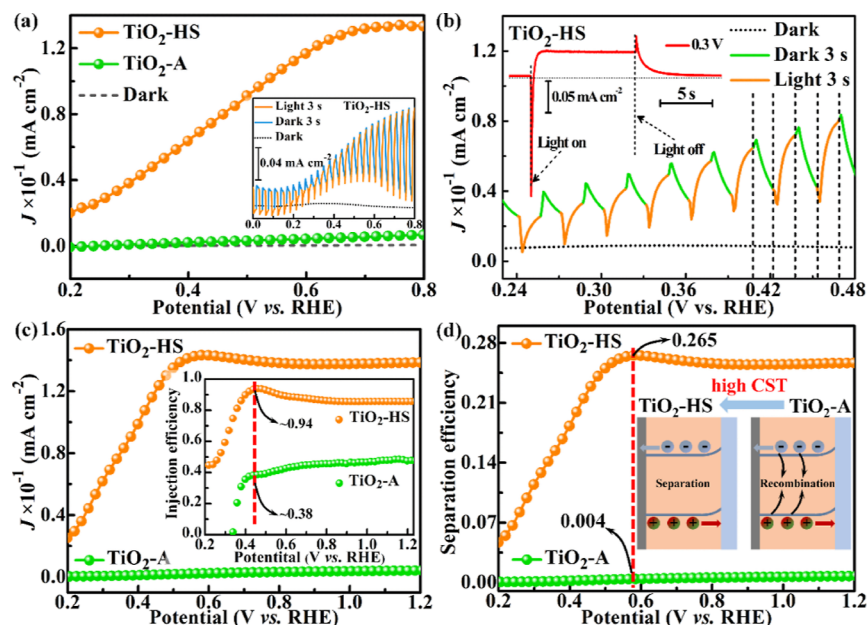 (a)
TiO₂-HS
TiO₂-A
Dark
J ×10⁻¹ (mA cm⁻²)
1.2
0.8
0.4
0.0
Light 3 s
TiO₂-HS
Dark 3 s
Dark
0.04 mA cm⁻²
0.0 0.2 0.4 0.6 0.8
0.2 0.3 0.4 0.5 0.6 0.7 0.8
Potential (V vs. RHE)
(b)
TiO₂-HS
Dark
Dark 3 s
Light 3 s
0.3 V
0.05 mA cm⁻²
5 s
Light on
Light off
J ×10⁻¹ (mA cm⁻²)
1.2
0.8
0.4
0.0
0.24 0.30 0.36 0.42 0.48
Potential (V vs. RHE)
(c)
TiO₂-HS
TiO₂-A
J ×10⁻¹ (mA cm⁻²)
1.6
1.2
0.8
0.4
0.0
Injection efficiency
1.0
0.8
0.6
0.4
0.2
0.0
~0.94
TiO₂-HS
TiO₂-A
~0.38
0.2 0.4 0.6 0.8 1.0 1.2
Potential (V vs. RHE)
0.2 0.4 0.6 0.8 1.0 1.2
Potential (V vs. RHE)
(d)
TiO₂-HS
0.265
high CST
TiO₂-HS
TiO₂-A
Separation
Recombination
0.004
TiO₂-A
Separation efficiency
0.28
0.21
0.14
0.07
0.00
0.2 0.4 0.6 0.8 1.0 1.2
Potential (V vs. RHE)